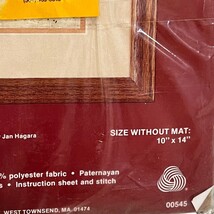 Jan Hagara
SIZE WITHOUT MAT:
10" x 14"
% polyester fabric • Paternayan
s • Instruction sheet and stitch
WEST TOWNSEND, MA. 01474
00545